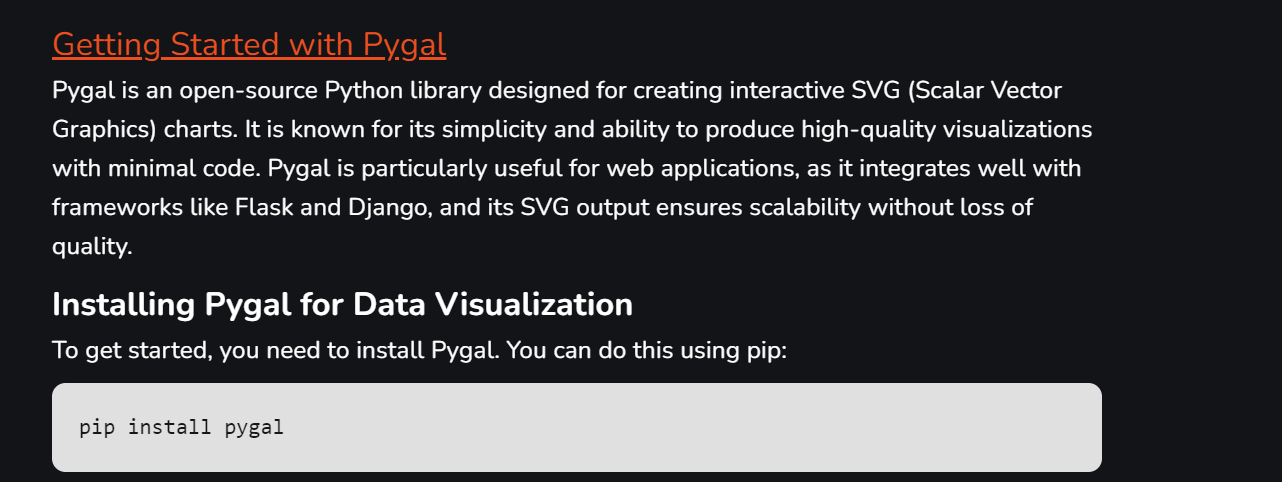 Getting Started with Pygal
Pygal is an open-source Python library designed for creating interactive SVG (Scalar Vector
Graphics) charts. It is known for its simplicity and ability to produce high-quality visualizations
with minimal code. Pygal is particularly useful for web applications, as it integrates well with
frameworks like Flask and Django, and its SVG output ensures scalability without loss of
quality.
Installing Pygal for Data Visualization
To get started, you need to install Pygal. You can do this using pip:
pip install pygal